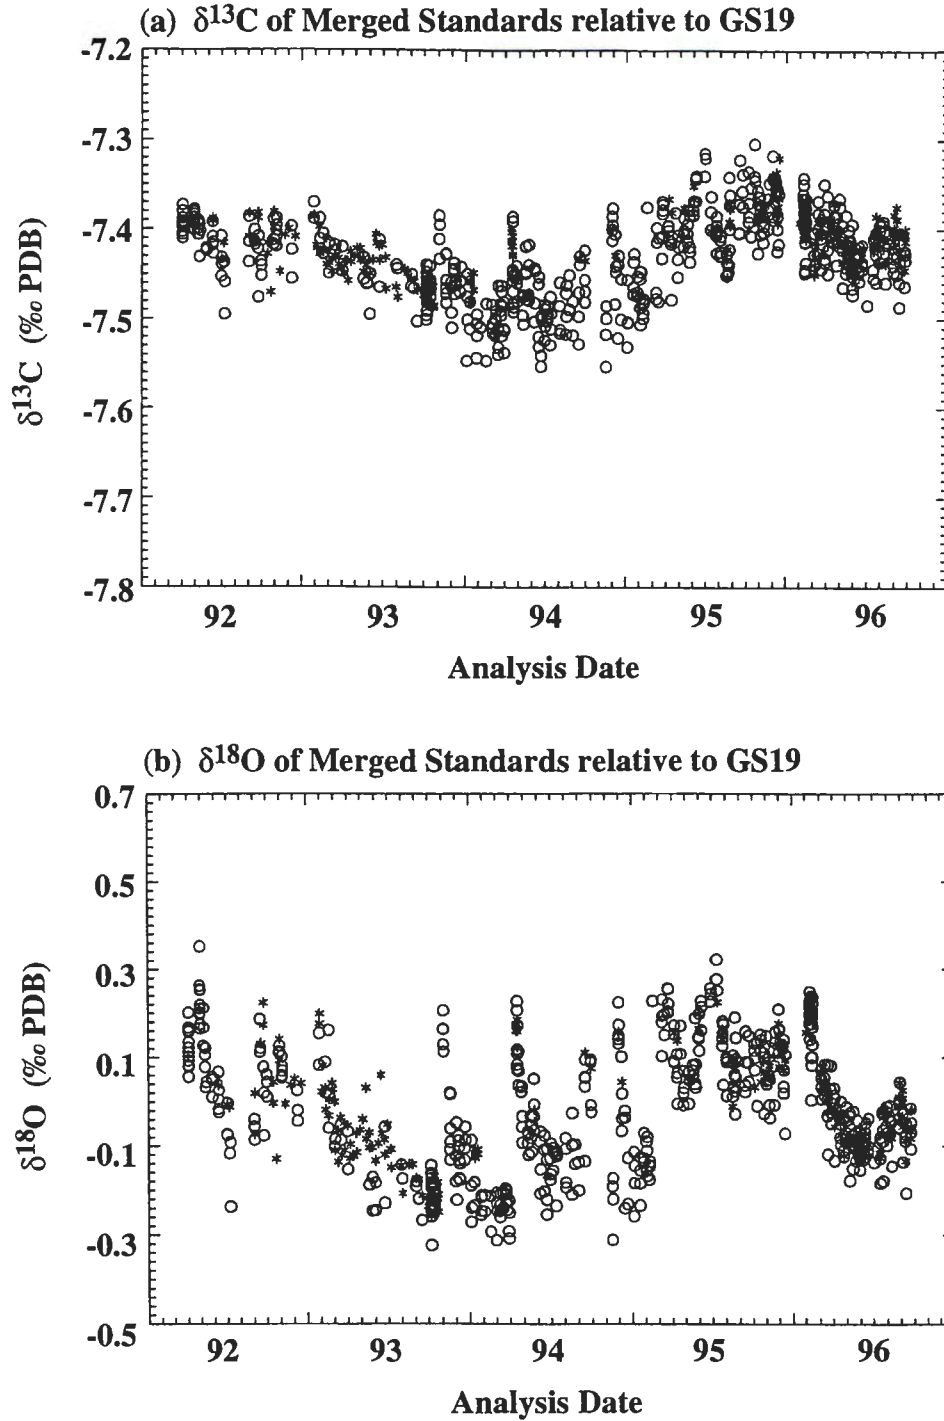 (a) δ13C of Merged Standards relative to GS19
-7.2
-7.3
-7.4
-7.5
-7.6
-7.7
-7.8
δ13C (‰ PDB)
92 93 94 95 96
Analysis Date
(b) δ18O of Merged Standards relative to GS19
0.7
0.5
0.3
0.1
-0.1
-0.3
-0.5
δ18O (‰ PDB)
92 93 94 95 96
Analysis Date